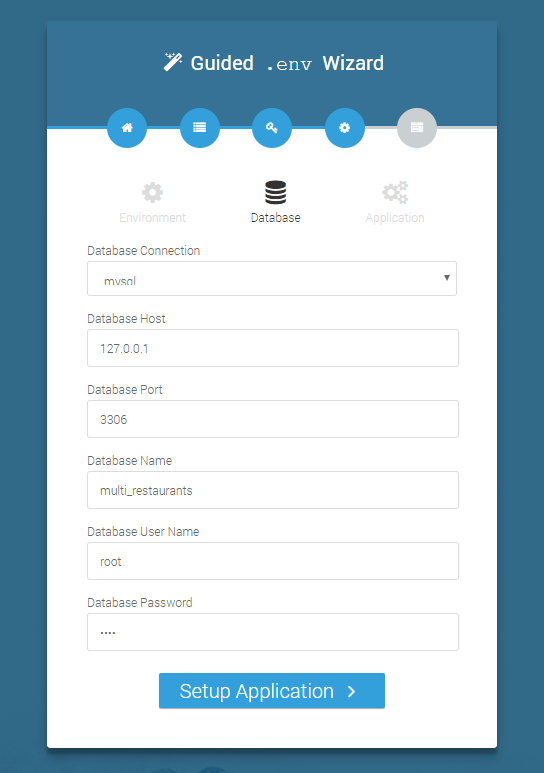 Guided .env Wizard
Environment Database Application
Database Connection
mysql
Database Host
127.0.0.1
Database Port
3306
Database Name
multi_restaurants
Database User Name
root
Database Password
••••
Setup Application